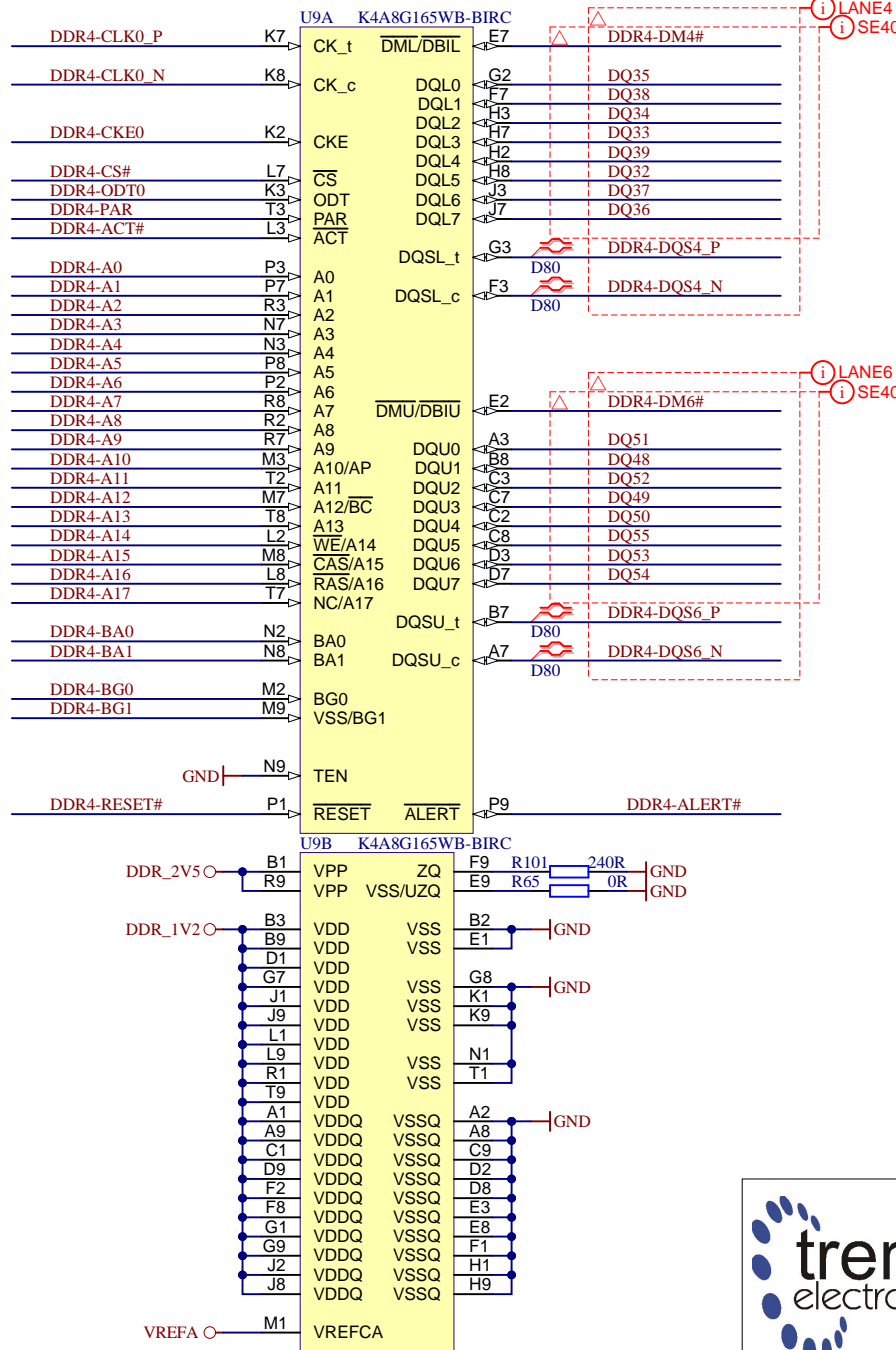 U9A K4A8G165WB-BIRC
LANE4
SE40
DDR4-CLK0_P K7 CK_t DML/DBIL E7 DDR4-DM4#
DDR4-CLK0_N K8 CK_c DQL0 G2 DQ35
DQL1 F7 DQ38
DQL2 H3 DQ34
DDR4-CKE0 K2 CKE DQL3 H7 DQ33
DQL4 H2 DQ39
DDR4-CS# L7 CS DQL5 H8 DQ32
DDR4-ODT0 K3 ODT DQL6 J3 DQ37
DDR4-PAR T3 PAR DQL7 J7 DQ36
DDR4-ACT# L3 ACT
DQSL_t G3 D80 DDR4-DQS4_P
DDR4-A0 P3 A0
DDR4-A1 P7 A1 DQSL_c F3 D80 DDR4-DQS4_N
DDR4-A2 R3 A2
DDR4-A3 N7 A3
DDR4-A4 N3 A4
DDR4-A5 P8 A5
LANE6
DDR4-A6 P2 A6
SE40
DDR4-A7 R8 A7 DMU/DBIU E2 DDR4-DM6#
DDR4-A8 R2 A8
DDR4-A9 R7 A9 DQU0 A3 DQ51
DDR4-A10 M3 A10/AP DQU1 B8 DQ48
DDR4-A11 T2 A11 DQU2 C3 DQ52
DDR4-A12 M7 A12/BC DQU3 C7 DQ49
DDR4-A13 T8 A13 DQU4 C2 DQ50
DDR4-A14 L2 WE/A14 DQU5 C8 DQ55
DDR4-A15 M8 CAS/A15 DQU6 D3 DQ53
DDR4-A16 L8 RAS/A16 DQU7 D7 DQ54
DDR4-A17 T7 NC/A17
DQSU_t B7 D80 DDR4-DQS6_P
DDR4-BA0 N2 BA0
DDR4-BA1 N8 BA1 DQSU_c A7 D80 DDR4-DQS6_N
DDR4-BG0 M2 BG0
DDR4-BG1 M9 VSS/BG1
GND N9 TEN
DDR4-RESET# P1 RESET ALERT P9 DDR4-ALERT#
U9B K4A8G165WB-BIRC
DDR_2V5 B1 VPP ZQ F9 R101 240R GND
R9 VPP VSS/UZQ E9 R65 0R GND
DDR_1V2 B3 VDD VSS B2 GND
B9 VDD VSS E1
D1 VDD
G7 VDD VSS G8 GND
J1 VDD VSS K1
J9 VDD VSS K9
L1 VDD
L9 VDD VSS N1
R1 VDD VSS T1
T9 VDD
A1 VDDQ VSSQ A2 GND
A9 VDDQ VSSQ A8
C1 VDDQ VSSQ C9
D9 VDDQ VSSQ D2
F2 VDDQ VSSQ D8
F8 VDDQ VSSQ E3
G1 VDDQ VSSQ E8
G9 VDDQ VSSQ F1
J2 VDDQ VSSQ H1
J8 VDDQ VSSQ H9
VREFA M1 VREFCA